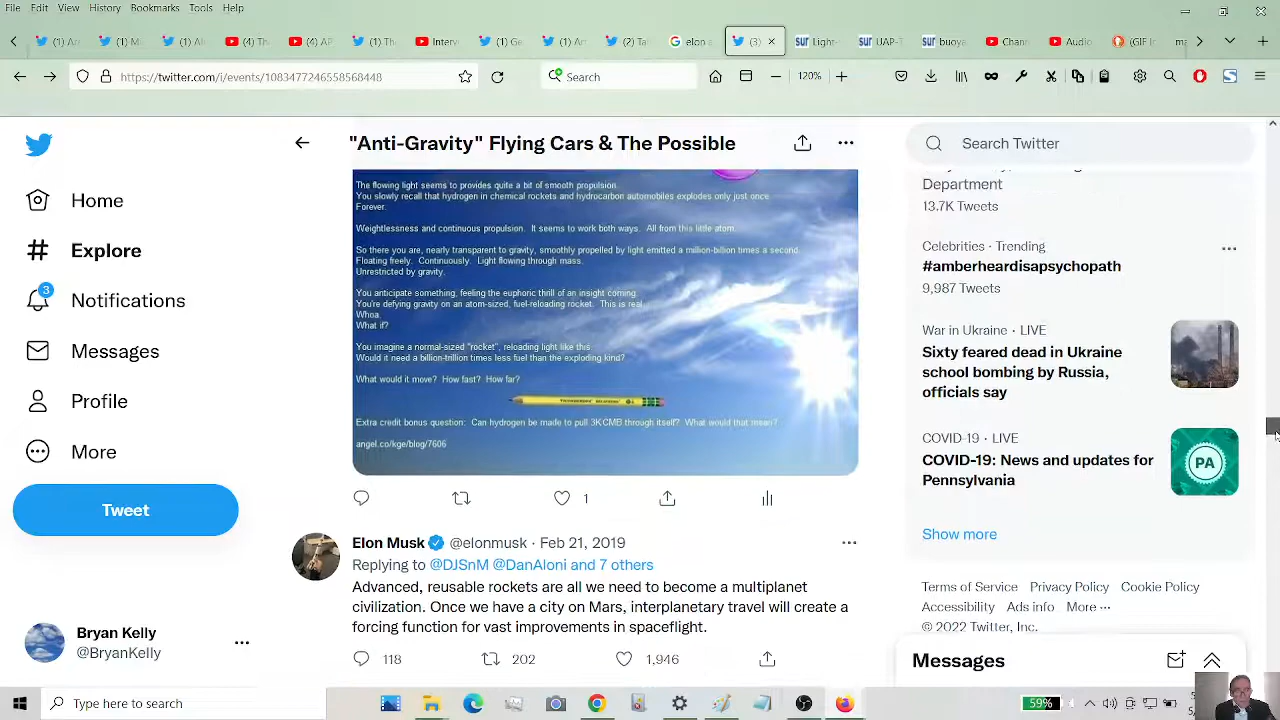 File Edit View History Bookmarks Tools Help
https://twitter.com/i/events/1083477246558568448
120%
Search
"Anti-Gravity" Flying Cars & The Possible
Search Twitter
Home
Explore
3
Notifications
Messages
Profile
More
Tweet
Bryan Kelly
@BryanKelly
The flowing light seems to provides quite a bit of smooth propulsion.
You slowly recall that hydrogen in chemical rockets and hydrocarbon automobiles explodes only just once.
Forever.
Weightlessness and continuous propulsion. It seems to work both ways. All from this little atom.
So there you are, nearly transparent to gravity, smoothly propelled by light emitted a million-billion times a second.
Floating freely. Continuously. Light flowing through mass.
Unrestricted by gravity.
You anticipate something, feeling the euphoric thrill of an insight coming.
You're defying gravity on an atom-sized, fuel-reloading rocket. This is real.
Whoa.
What if?
You imagine a normal-sized "rocket", reloading light like this.
Would it need a billion-trillion times less fuel than the exploding kind?
What would it move? How fast? How far?
Extra credit bonus question: Can hydrogen be made to pull 3K CMB through itself? What would that mean?
angel.co/kge/blog/7606
1
Elon Musk @elonmusk · Feb 21, 2019
Replying to @DJSnM @DanAloni and 7 others
Advanced, reusable rockets are all we need to become a multiplanet
civilization. Once we have a city on Mars, interplanetary travel will create a
forcing function for vast improvements in spaceflight.
118 202 1,946
Department
13.7K Tweets
Celebrities · Trending
#amberheardisapsychopath
9,987 Tweets
War in Ukraine · LIVE
Sixty feared dead in Ukraine
school bombing by Russia,
officials say
COVID-19 · LIVE
COVID-19: News and updates for
Pennsylvania
PA
Show more
Terms of Service Privacy Policy Cookie Policy
Accessibility Ads info More ···
© 2022 Twitter, Inc.
Messages
Type here to search
59%